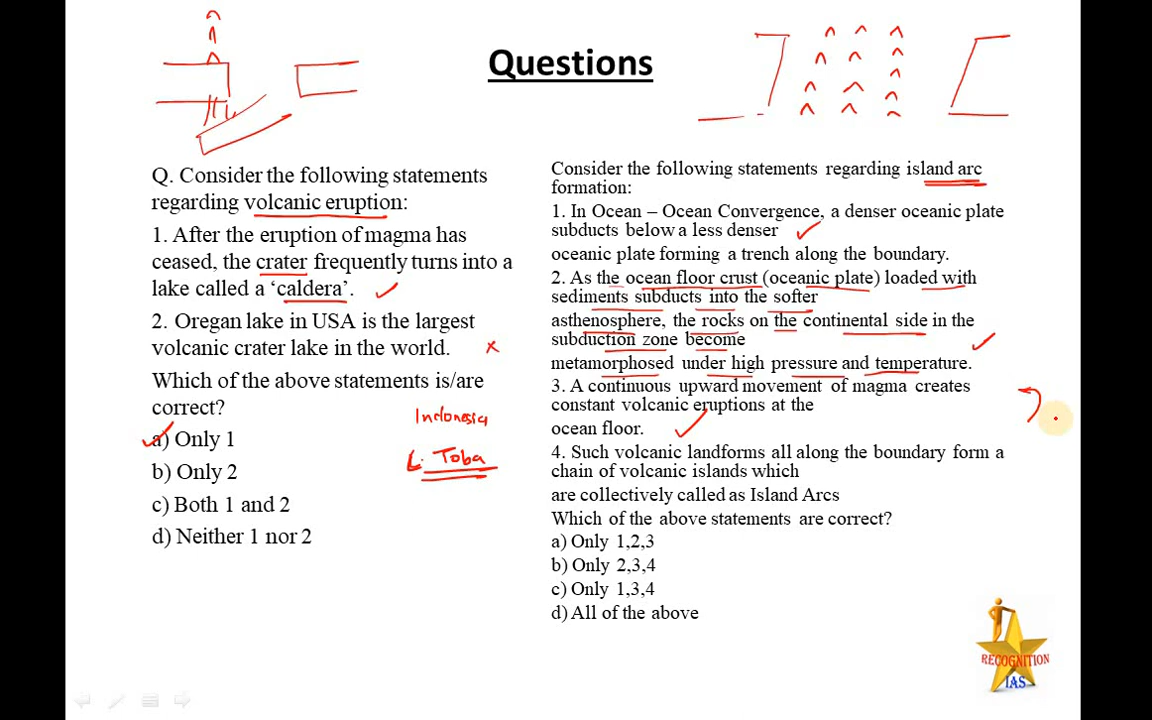 Questions
Q. Consider the following statements
regarding volcanic eruption:
1. After the eruption of magma has
ceased, the crater frequently turns into a
lake called a ‘caldera’.
2. Oregan lake in USA is the largest
volcanic crater lake in the world.
Which of the above statements is/are
correct?
a) Only 1
b) Only 2
c) Both 1 and 2
d) Neither 1 nor 2
Indonesia
L. Toba
Consider the following statements regarding island arc
formation:
1. In Ocean – Ocean Convergence, a denser oceanic plate
subducts below a less denser
oceanic plate forming a trench along the boundary.
2. As the ocean floor crust (oceanic plate) loaded with
sediments subducts into the softer
asthenosphere, the rocks on the continental side in the
subduction zone become
metamorphosed under high pressure and temperature.
3. A continuous upward movement of magma creates
constant volcanic eruptions at the
ocean floor.
4. Such volcanic landforms all along the boundary form a
chain of volcanic islands which
are collectively called as Island Arcs
Which of the above statements are correct?
a) Only 1,2,3
b) Only 2,3,4
c) Only 1,3,4
d) All of the above
RECOGNITION
IAS